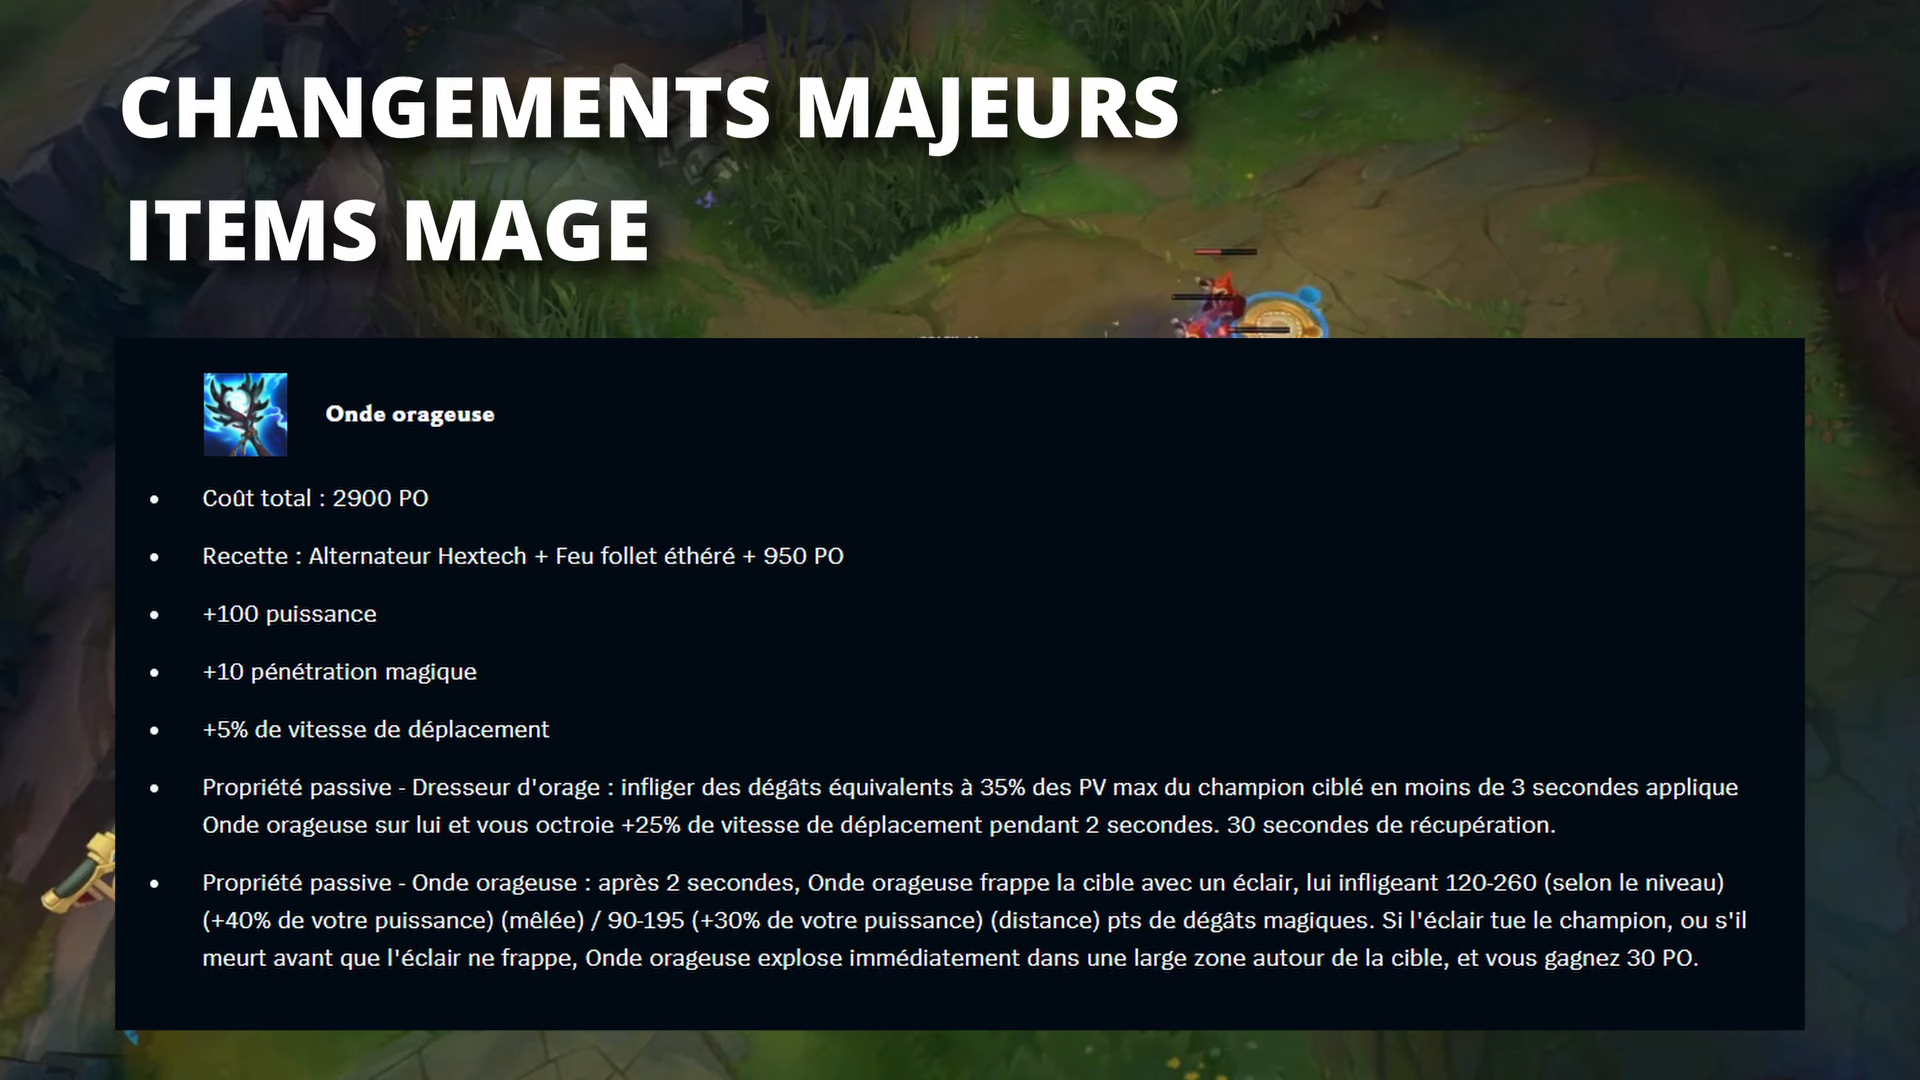 CHANGEMENTS MAJEURS
ITEMS MAGE
Onde orageuse
• Coût total : 2900 PO
• Recette : Alternateur Hextech + Feu follet éthéré + 950 PO
• +100 puissance
• +10 pénétration magique
• +5% de vitesse de déplacement
• Propriété passive - Dresseur d'orage : infliger des dégâts équivalents à 35% des PV max du champion ciblé en moins de 3 secondes applique
Onde orageuse sur lui et vous octroie +25% de vitesse de déplacement pendant 2 secondes. 30 secondes de récupération.
• Propriété passive - Onde orageuse : après 2 secondes, Onde orageuse frappe la cible avec un éclair, lui infligeant 120-260 (selon le niveau)
(+40% de votre puissance) (mêlée) / 90-195 (+30% de votre puissance) (distance) pts de dégâts magiques. Si l'éclair tue le champion, ou s'il
meurt avant que l'éclair ne frappe, Onde orageuse explose immédiatement dans une large zone autour de la cible, et vous gagnez 30 PO.